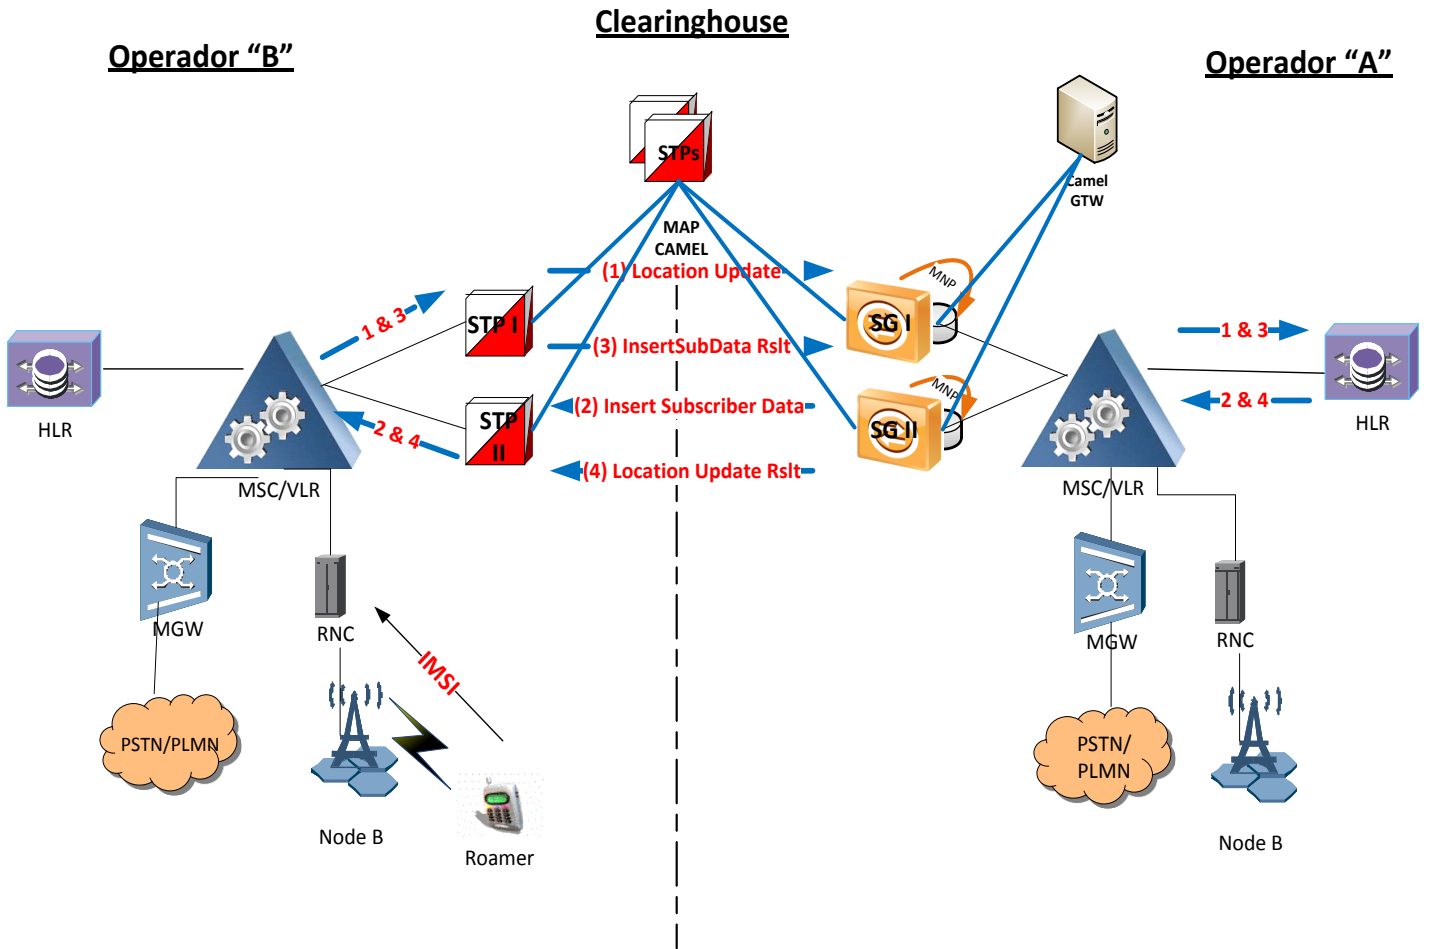 Clearinghouse
Operador “B”
Operador “A”
STPs
Camel
GTW
MAP
CAMEL
(1) Location Update
MNP
1 & 3
STP I
SG I
1 & 3
(3) InsertSubData Rslt
MNP
(2) Insert Subscriber Data
2 & 4
HLR
STP
II
SG II
2 & 4
HLR
(4) Location Update Rslt
MSC/VLR
MSC/VLR
MGW
RNC
MGW
RNC
IMSI
PSTN/PLMN
PSTN/
PLMN
Node B
Roamer
Node B